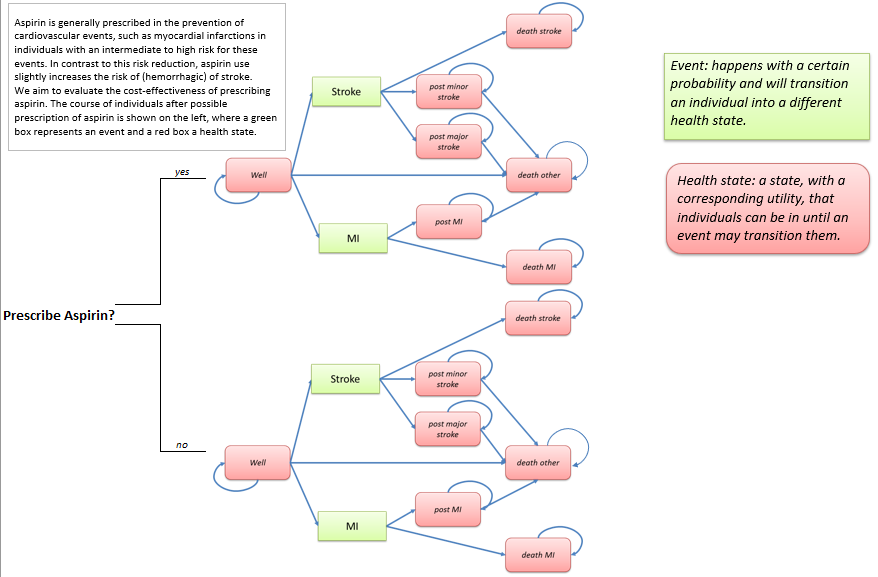 Aspirin is generally prescribed in the prevention of
cardiovascular events, such as myocardial infarctions in
individuals with an intermediate to high risk for these
events. In contrast to this risk reduction, aspirin use
slightly increases the risk of (hemorrhagic) of stroke.
We aim to evaluate the cost-effectiveness of prescribing
aspirin. The course of individuals after possible
prescription of aspirin is shown on the left, where a green
box represents an event and a red box a health state.
Event: happens with a certain
probability and will transition
an individual into a different
health state.
Health state: a state, with a
corresponding utility, that
individuals can be in until an
event may transition them.
Prescribe Aspirin?
yes
Well
Stroke
MI
death stroke
post minor
stroke
post major
stroke
death other
post MI
death MI
no
Well
Stroke
MI
death stroke
post minor
stroke
post major
stroke
death other
post MI
death MI